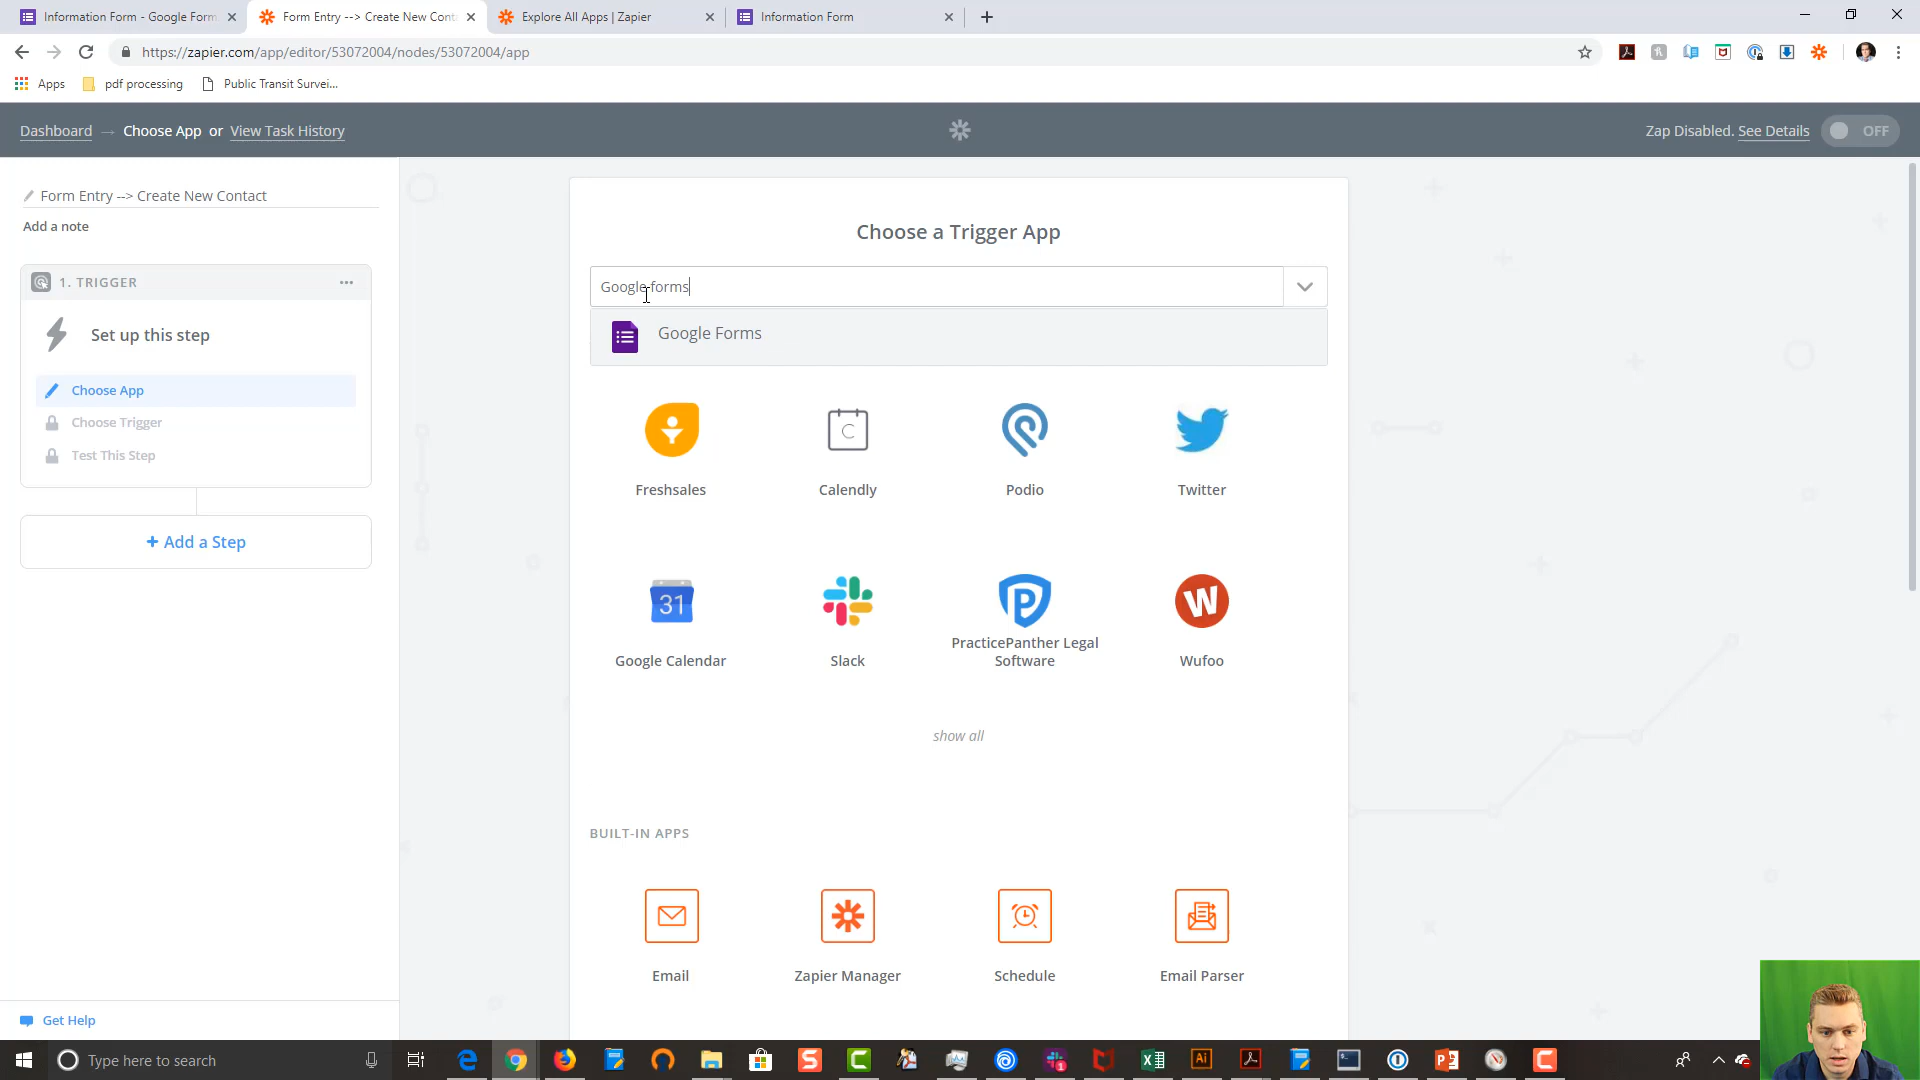 Information Form - Google Form
Form Entry --> Create New Cont
Explore All Apps | Zapier
Information Form
https://zapier.com/app/editor/53072004/nodes/53072004/app
Apps
pdf processing
Public Transit Survei...
Dashboard → Choose App or View Task History
Zap Disabled. See Details
OFF
Form Entry --> Create New Contact
Add a note
1. TRIGGER
Set up this step
Choose App
Choose Trigger
Test This Step
+ Add a Step
Get Help
Choose a Trigger App
Google forms
Google Forms
Freshsales
Calendly
Podio
Twitter
Google Calendar
Slack
PracticePanther Legal
Software
Wufoo
show all
BUILT-IN APPS
Email
Zapier Manager
Schedule
Email Parser
Type here to search